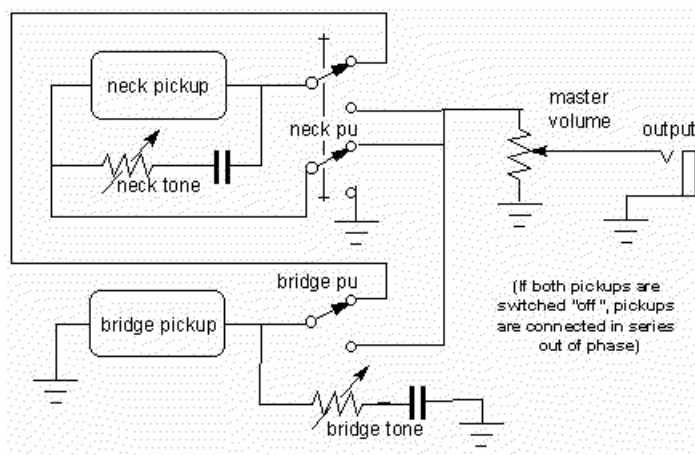 neck pickup
neck pu
master
volume
output
neck tone
bridge pu
bridge pickup
(If both pickups are
switched "off", pickups
are connected in series
out of phase)
bridge tone